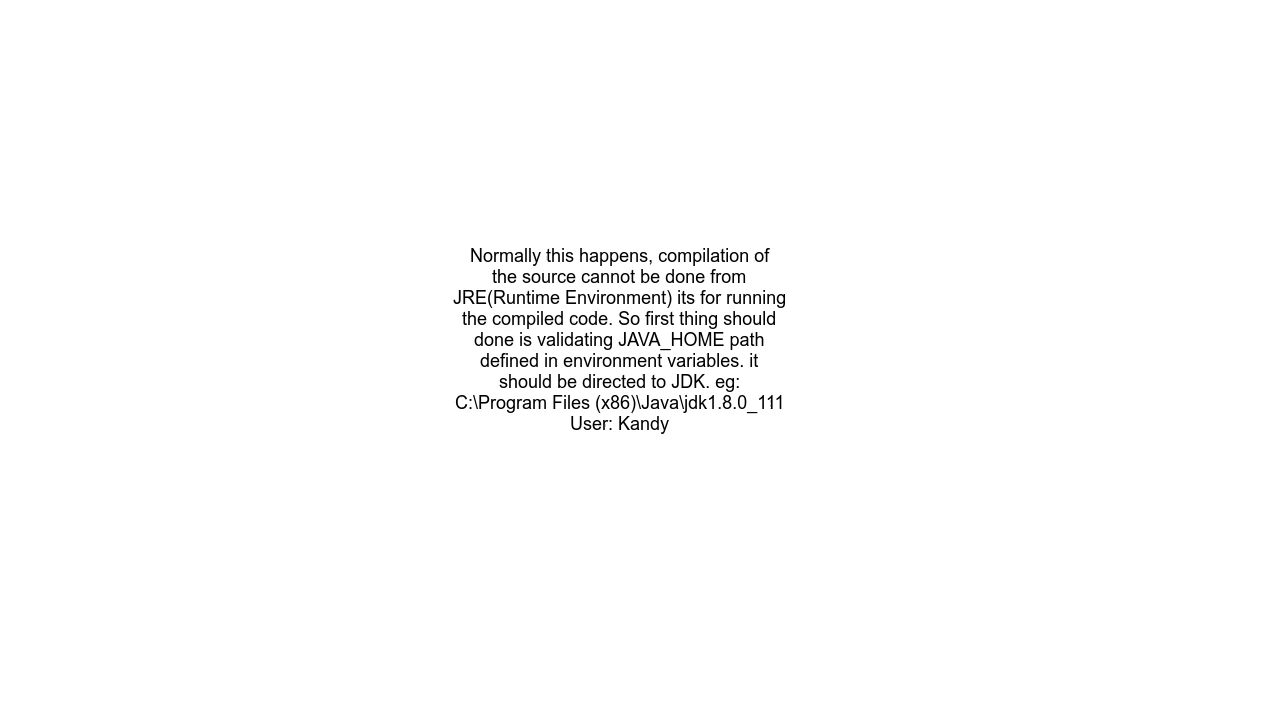 Normally this happens, compilation of
the source cannot be done from
JRE(Runtime Environment) its for running
the compiled code. So first thing should
done is validating JAVA_HOME path
defined in environment variables. it
should be directed to JDK. eg:
C:\Program Files (x86)\Java\jdk1.8.0_111
User: Kandy